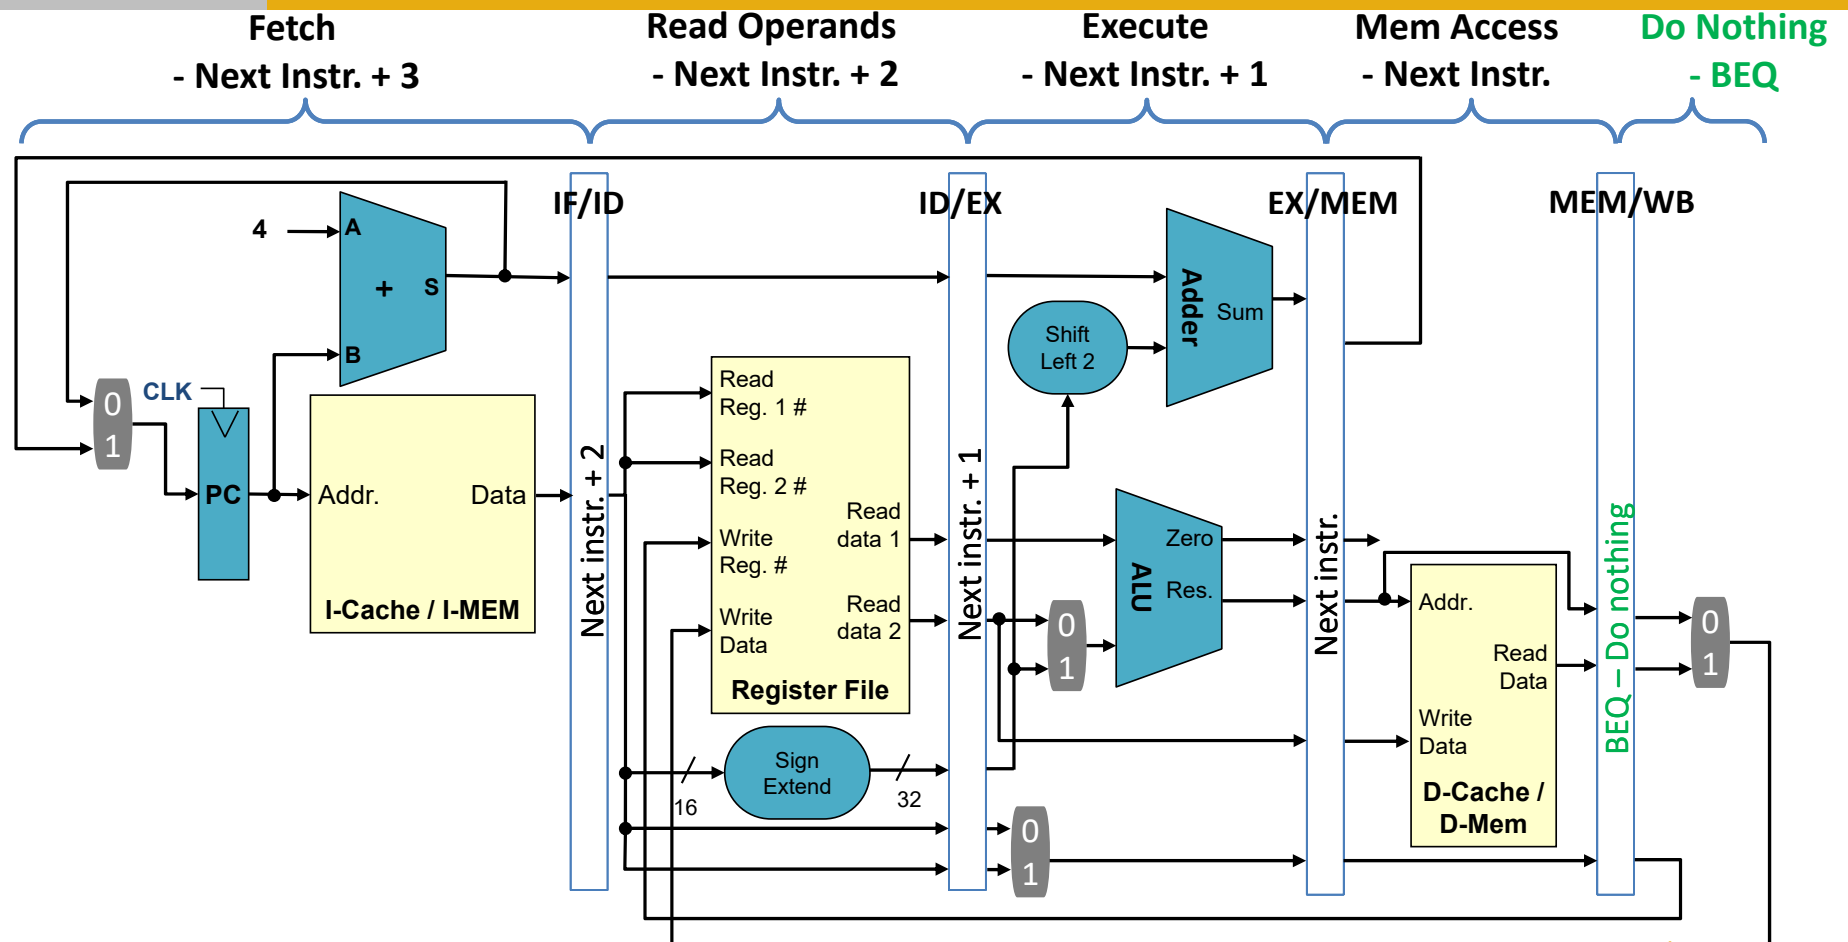 Fetch
- Next Instr. + 3
Read Operands
- Next Instr. + 2
Execute
- Next Instr. + 1
Mem Access
- Next Instr.
Do Nothing
- BEQ
IF/ID
ID/EX
EX/MEM
MEM/WB
4
A
+
S
B
CLK
0
1
PC
Addr.
Data
I-Cache / I-MEM
Next instr. + 2
Read
Reg. 1 #
Read
Reg. 2 #
Write
Reg. #
Write
Data
Read
data 1
Read
data 2
Register File
Sign
Extend
16
32
Next instr. + 1
Shift
Left 2
Adder
Sum
0
1
ALU
Zero
Res.
0
1
Next instr.
Addr.
Read
Data
Write
Data
D-Cache /
D-Mem
BEQ – Do nothing
0
1